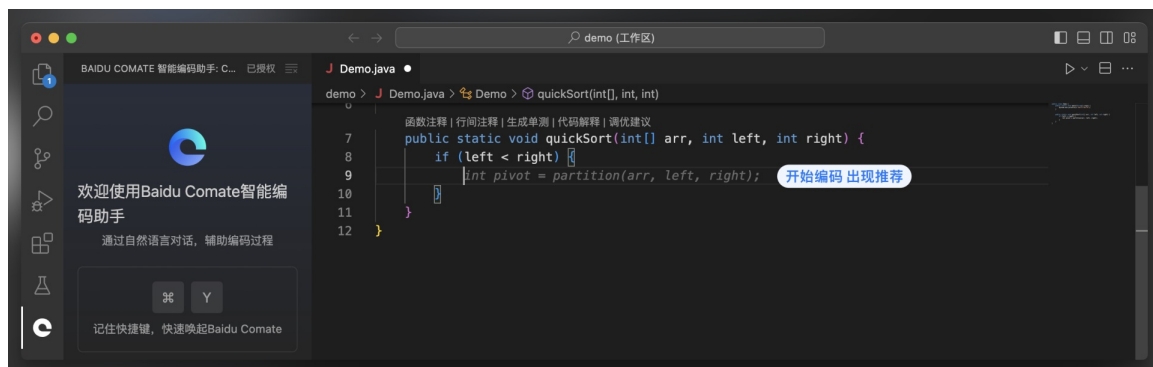 demo (工作区)
BAIDU COMATE 智能编码助手: C... 已授权
J Demo.java
demo > J Demo.java > Demo > quickSort(int[], int, int)
1
6
函数注释 | 行间注释 | 生成单测 | 代码解释 | 调优建议
7 public static void quickSort(int[] arr, int left, int right) {
8 if (left < right) {
9 int pivot = partition(arr, left, right); 开始编码 出现推荐
10 }
11 }
12 }
欢迎使用Baidu Comate智能编
码助手
通过自然语言对话，辅助编码过程
⌘ Y
记住快捷键，快速唤起Baidu Comate